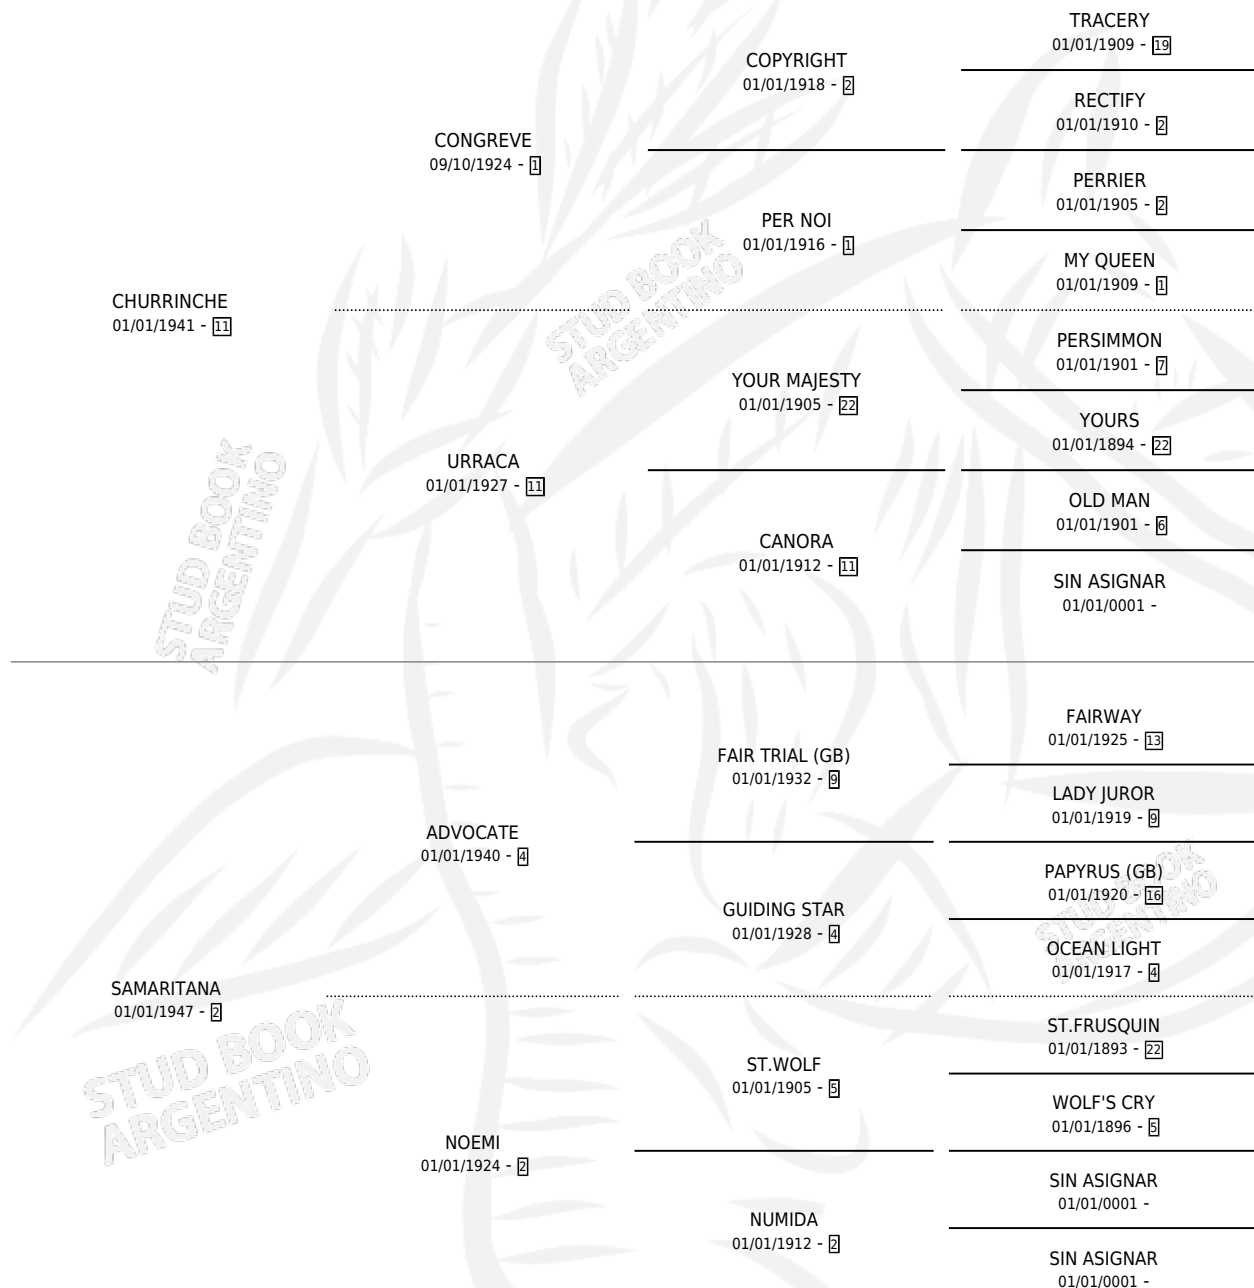 TRACERY
01/01/1909 - 19
COPYRIGHT
01/01/1918 - 2
RECTIFY
01/01/1910 - 2
CONGREVE
09/10/1924 - 1
PERRIER
01/01/1905 - 2
PER NOI
01/01/1916 - 1
MY QUEEN
01/01/1909 - 1
CHURRINCHE
01/01/1941 - 11
PERSIMMON
01/01/1901 - 7
YOUR MAJESTY
01/01/1905 - 22
YOURS
01/01/1894 - 22
URRACA
01/01/1927 - 11
OLD MAN
01/01/1901 - 6
CANORA
01/01/1912 - 11
SIN ASIGNAR
01/01/0001 -
FAIRWAY
01/01/1925 - 13
FAIR TRIAL (GB)
01/01/1932 - 9
LADY JUROR
01/01/1919 - 9
ADVOCATE
01/01/1940 - 4
PAPYRUS (GB)
01/01/1920 - 16
GUIDING STAR
01/01/1928 - 4
OCEAN LIGHT
01/01/1917 - 4
SAMARITANA
01/01/1947 - 2
ST.FRUSQUIN
01/01/1893 - 22
ST.WOLF
01/01/1905 - 5
WOLF'S CRY
01/01/1896 - 5
NOEMI
01/01/1924 - 2
SIN ASIGNAR
01/01/0001 -
NUMIDA
01/01/1912 - 2
SIN ASIGNAR
01/01/0001 -
STUD BOOK
ARGENTINO
STUD BOOK
ARGENTINO
STUD BOOK
ARGENTINO
STUD BOOK
ARGENTINO